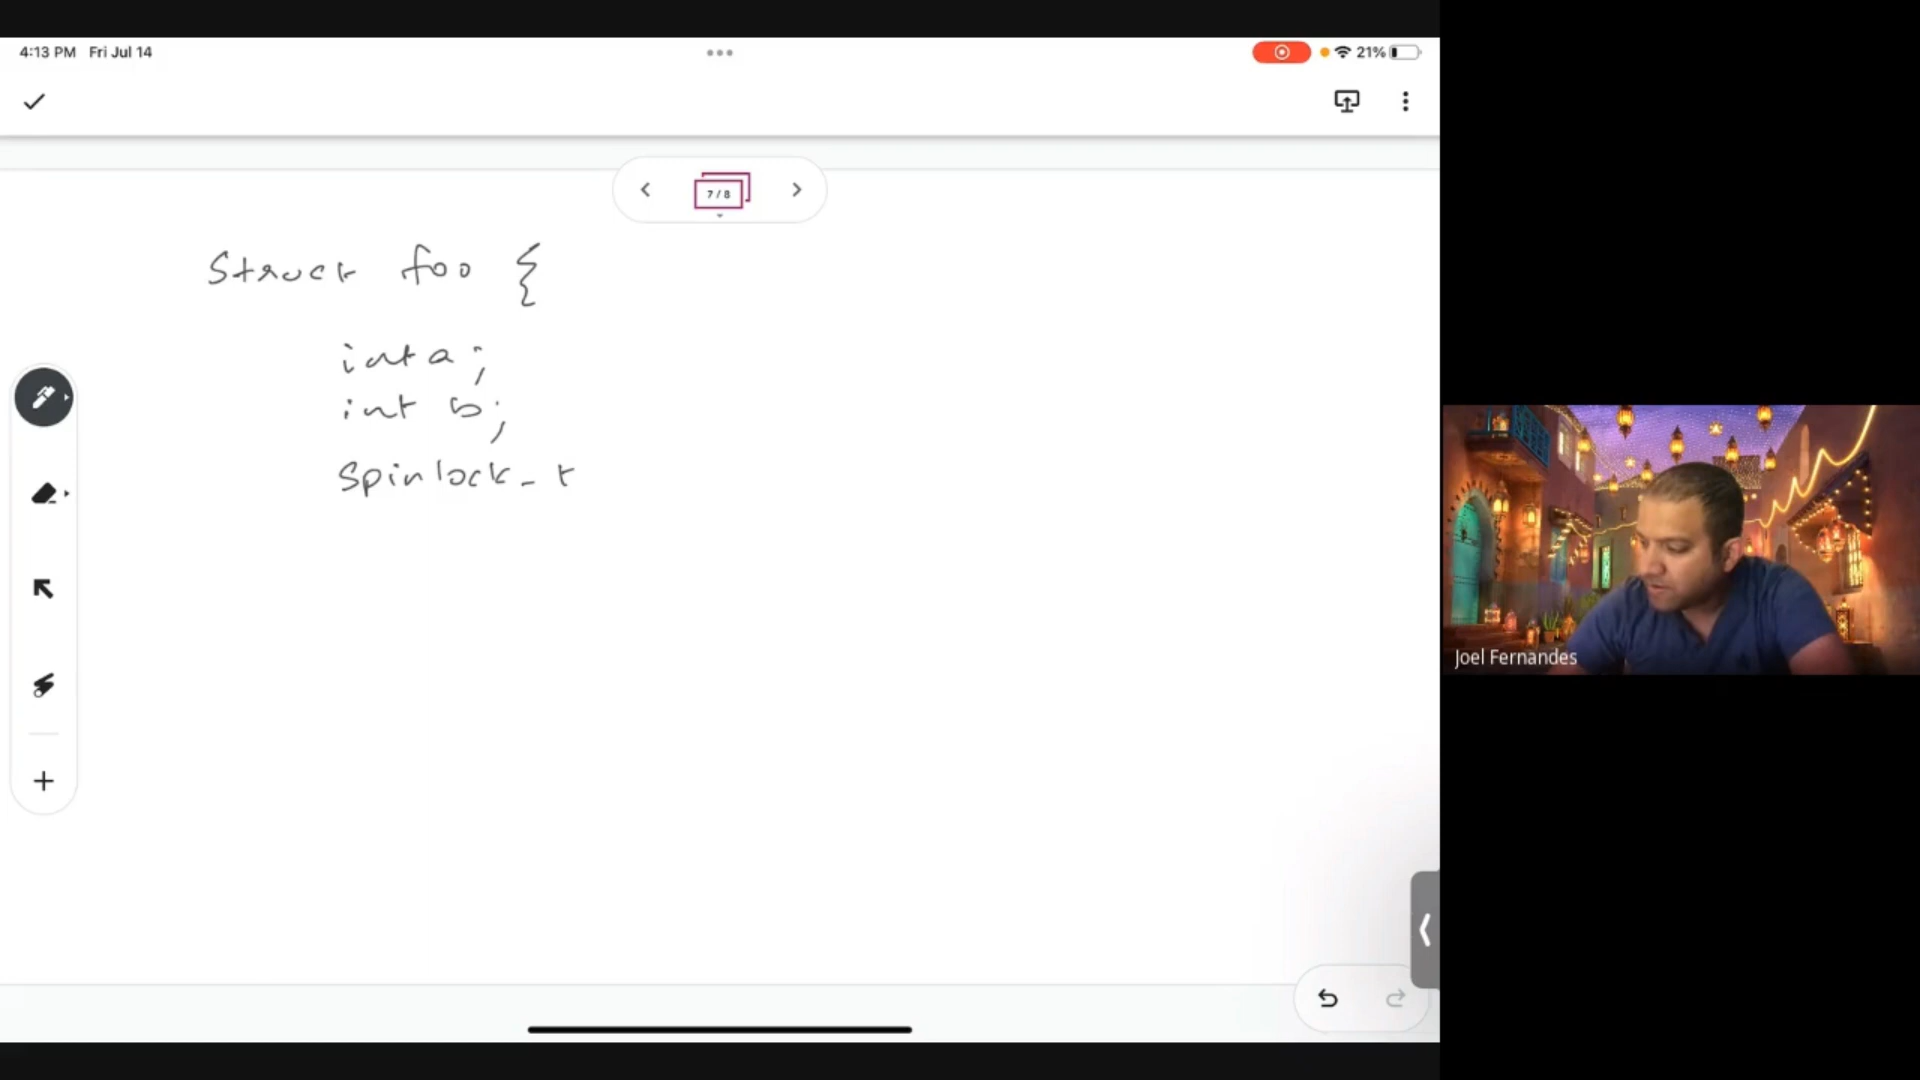 4:13 PM Fri Jul 14
21%
7 / 8
Struct foo {
int a ;
int b ;
Spinlock_t
Joel Fernandes